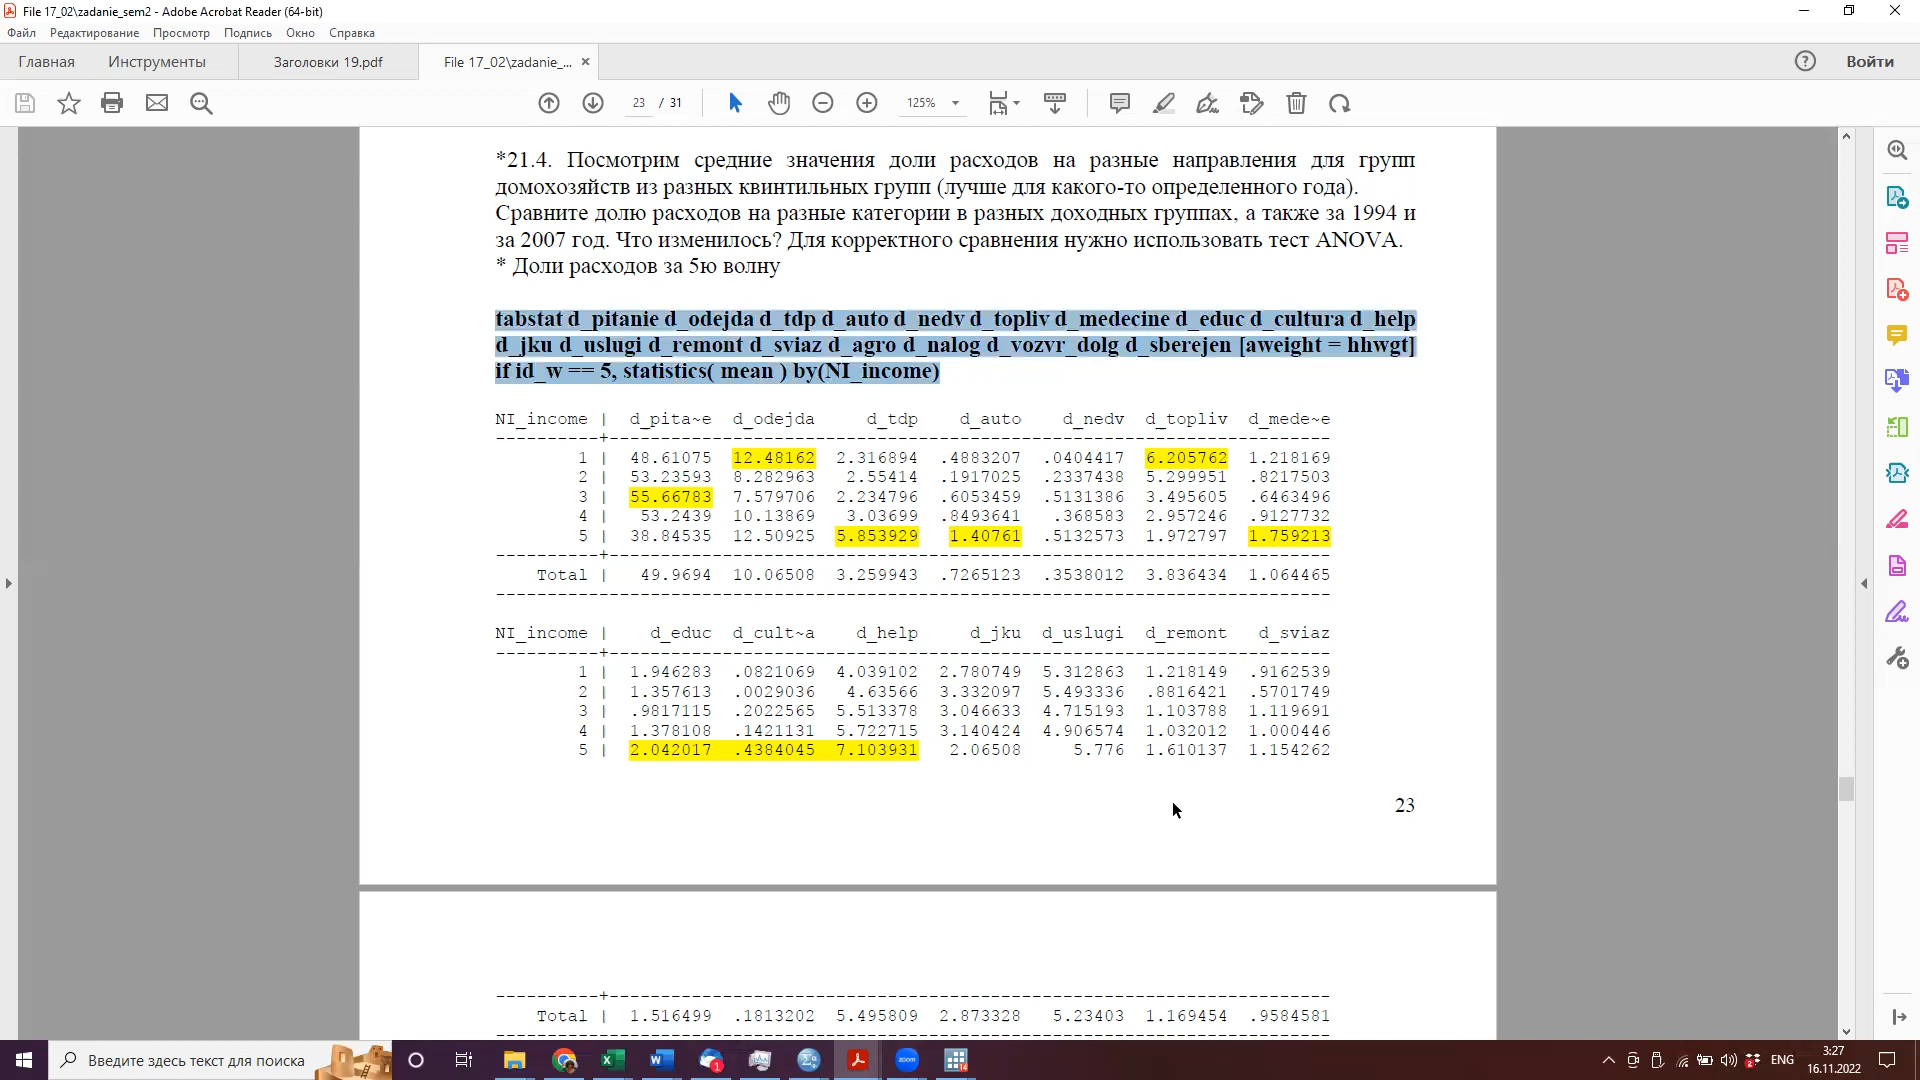 File 17_02\zadanie_sem2 - Adobe Acrobat Reader (64-bit)
Файл Редактирование Просмотр Подпись Окно Справка
Главная Инструменты Заголовки 19.pdf File 17_02\zadanie_... × Войти
23 / 31 125%
*21.4. Посмотрим средние значения доли расходов на разные направления для групп
домохозяйств из разных квинтильных групп (лучше для какого-то определенного года).
Сравните долю расходов на разные категории в разных доходных группах, а также за 1994 и
за 2007 год. Что изменилось? Для корректного сравнения нужно использовать тест ANOVA.
* Доли расходов за 5ю волну
tabstat d_pitanie d_odejda d_tdp d_auto d_nedv d_topliv d_medecine d_educ d_cultura d_help
d_jku d_uslugi d_remont d_sviaz d_agro d_nalog d_vozvr_dolg d_sberejen [aweight = hhwgt]
if id_w == 5, statistics( mean ) by(NI_income)
NI_income | d_pita~e d_odejda d_tdp d_auto d_nedv d_topliv d_mede~e
----------+----------------------------------------------------------------------
1 | 48.61075 12.48162 2.316894 .4883207 .0404417 6.205762 1.218169
2 | 53.23593 8.282963 2.55414 .1917025 .2337438 5.299951 .8217503
3 | 55.66783 7.579706 2.234796 .6053459 .5131386 3.495605 .6463496
4 | 53.2439 10.13869 3.03699 .8493641 .368583 2.957246 .9127732
5 | 38.84535 12.50925 5.853929 1.40761 .5132573 1.972797 1.759213
----------+----------------------------------------------------------------------
Total | 49.9694 10.06508 3.259943 .7265123 .3538012 3.836434 1.064465
---------------------------------------------------------------------------------
NI_income | d_educ d_cult~a d_help d_jku d_uslugi d_remont d_sviaz
----------+----------------------------------------------------------------------
1 | 1.946283 .0821069 4.039102 2.780749 5.312863 1.218149 .9162539
2 | 1.357613 .0029036 4.63566 3.332097 5.493336 .8816421 .5701749
3 | .9817115 .2022565 5.513378 3.046633 4.715193 1.103788 1.119691
4 | 1.378108 .1421131 5.722715 3.140424 4.906574 1.032012 1.000446
5 | 2.042017 .4384045 7.103931 2.06508 5.776 1.610137 1.154262
23
----------+----------------------------------------------------------------------
Total | 1.516499 .1813202 5.495809 2.873328 5.23403 1.169454 .9584581
---------------------------------------------------------------------------------
Введите здесь текст для поиска
zoom
ENG
3:27
16.11.2022